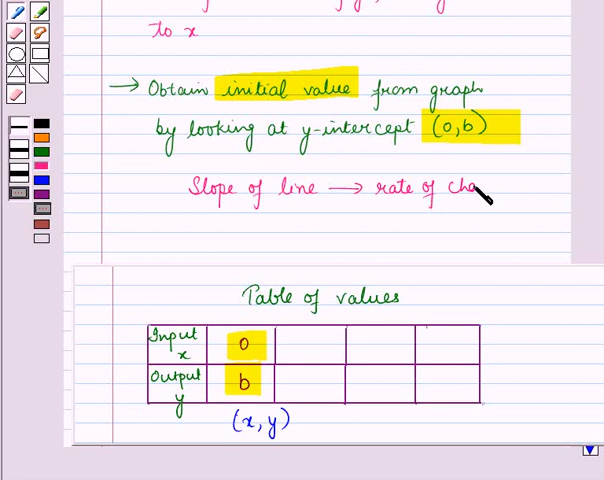 to x
→ Obtain initial value from graph
by looking at y-intercept (0,b)
Slope of line → rate of cha
Table of values
Input x 0
Output y b
(x, y)